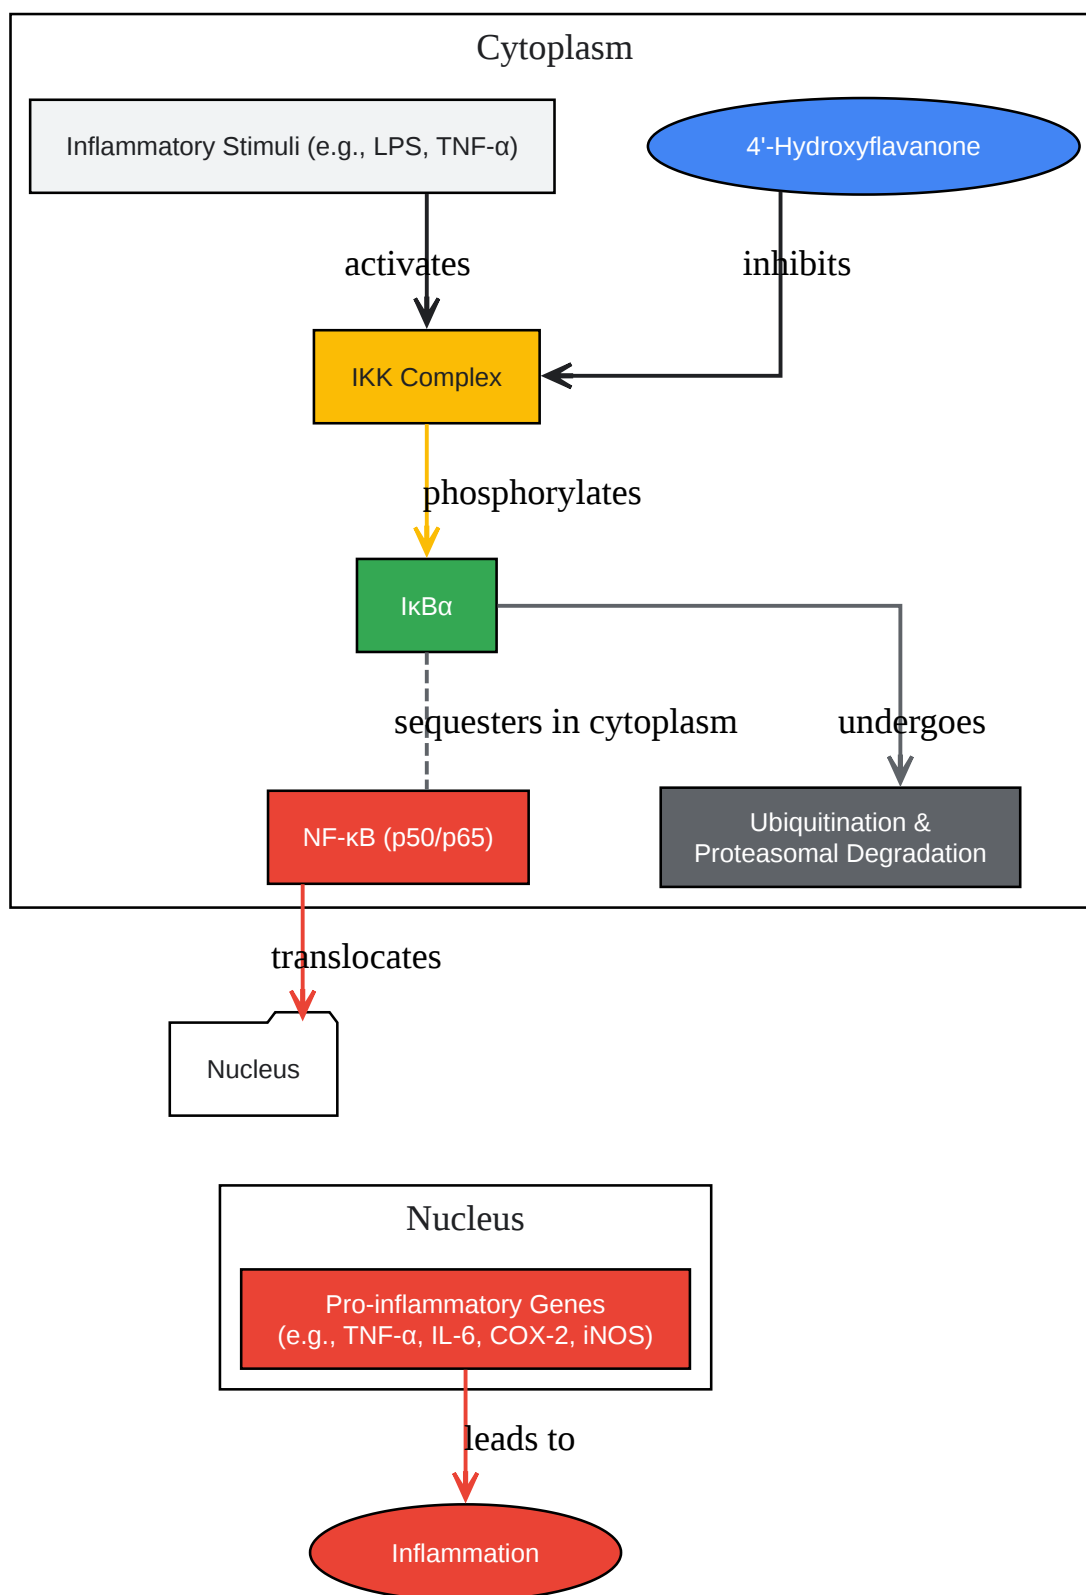 Cytoplasm
Inflammatory Stimuli (e.g., LPS, TNF-α)
4'-Hydroxyflavanone
activates
inhibits
IKK Complex
phosphorylates
IκBα
sequesters in cytoplasm
undergoes
NF-κB (p50/p65)
Ubiquitination &
Proteasomal Degradation
translocates
Nucleus
Nucleus
Pro-inflammatory Genes
(e.g., TNF-α, IL-6, COX-2, iNOS)
leads to
Inflammation